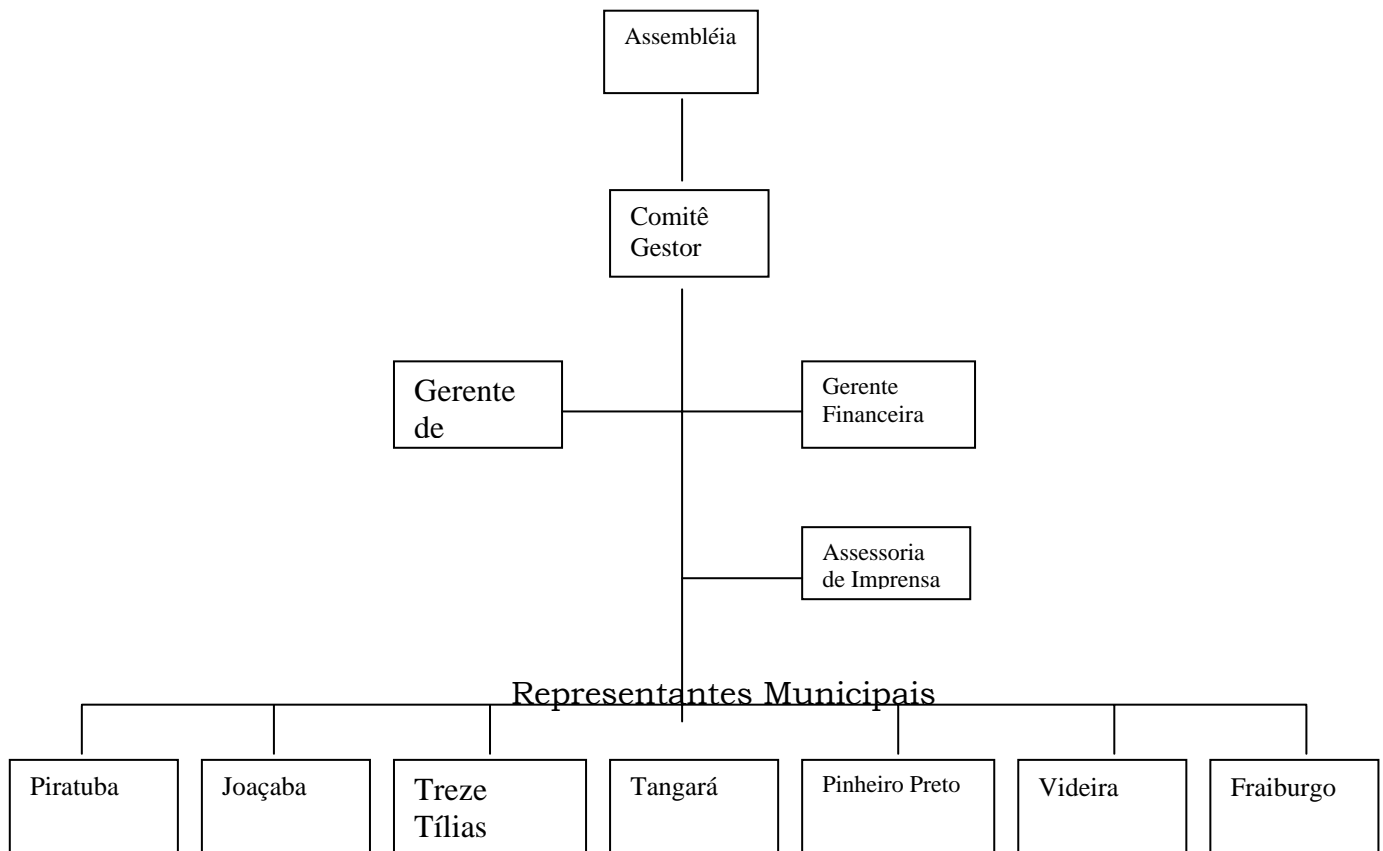 Assembléia
Comitê
Gestor
Gerente
de
Gerente
Financeira
Assessoria
de Imprensa
Representantes Municipais
Piratuba
Joaçaba
Treze
Tílias
Tangará
Pinheiro Preto
Videira
Fraiburgo